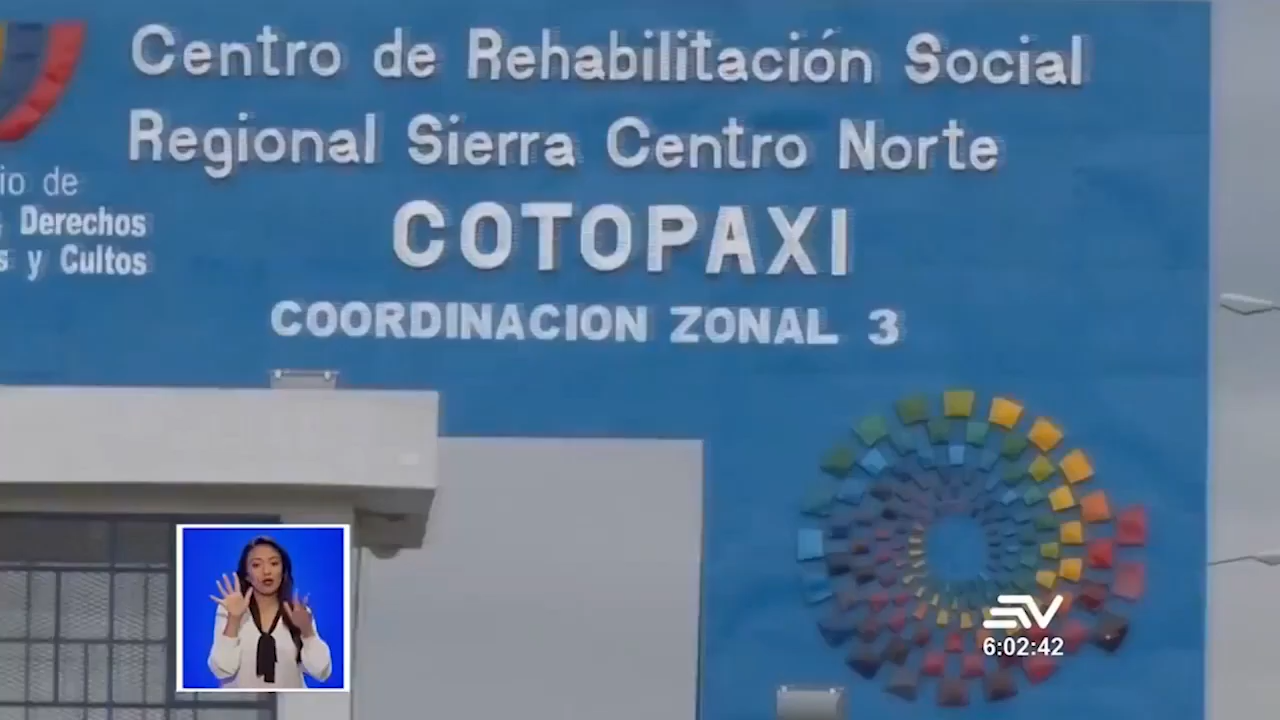 Centro de Rehabilitación Social
Regional Sierra Centro Norte
COTOPAXI
COORDINACION ZONAL 3
io de
Derechos
s y Cultos
6:02:42